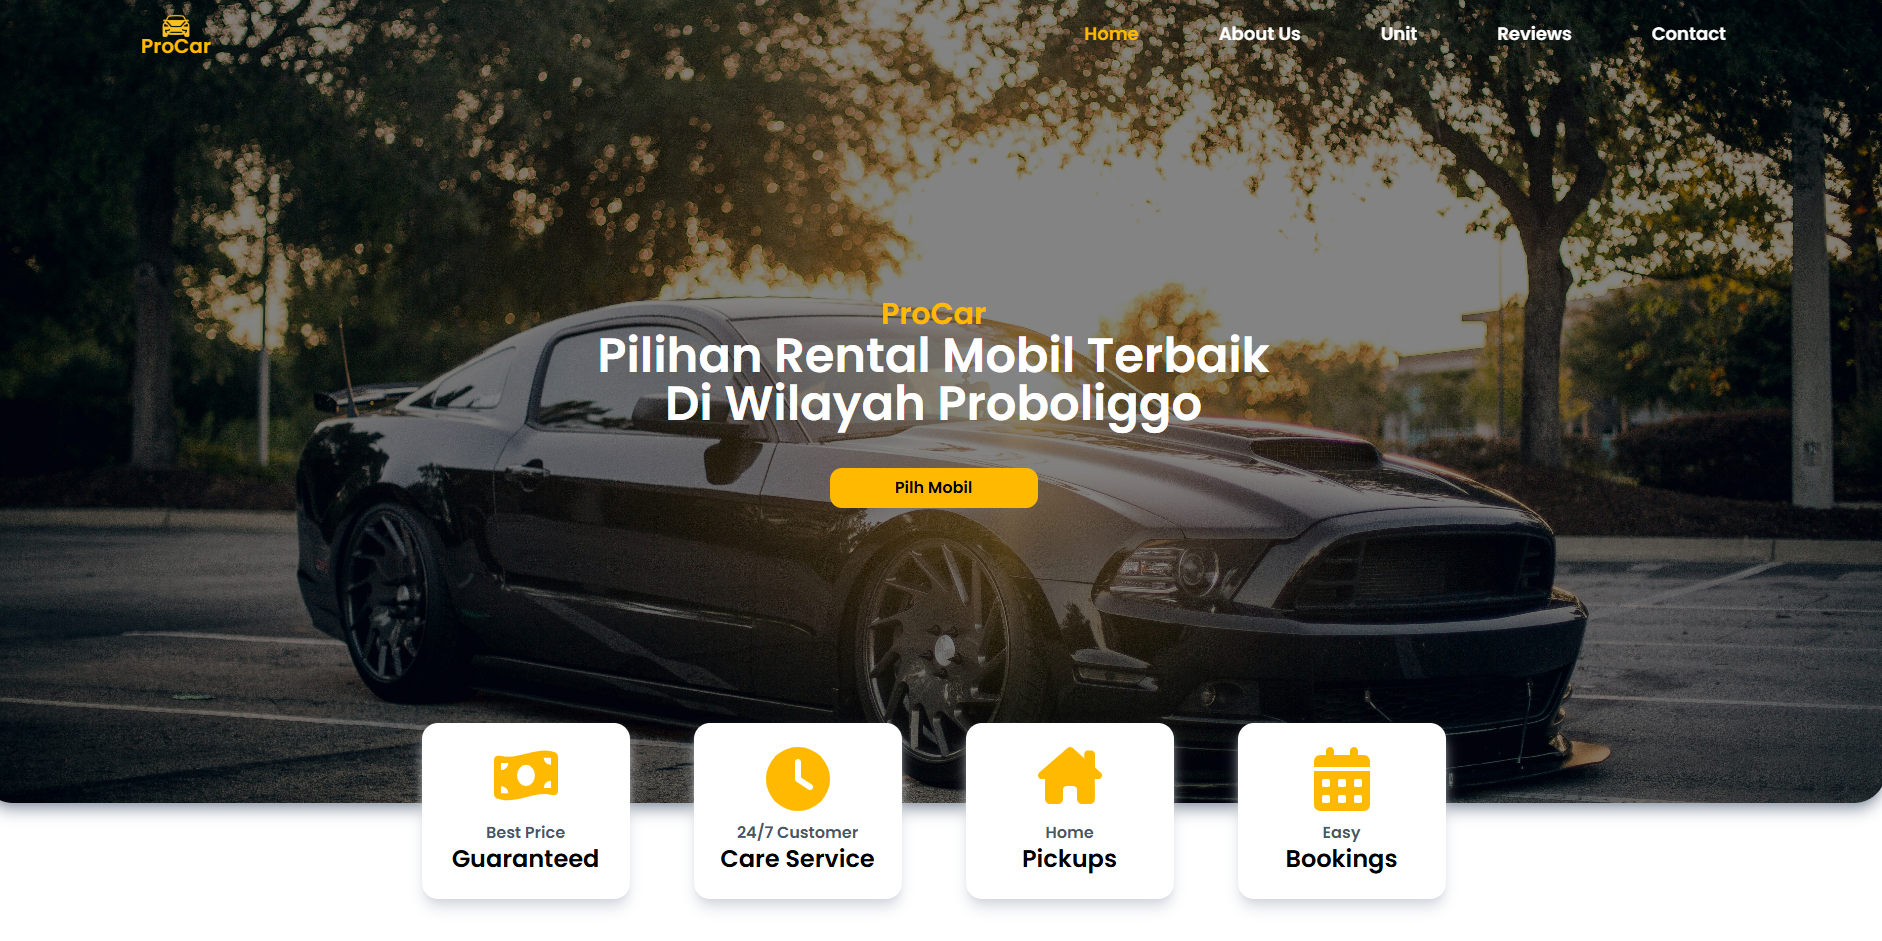 ProCar
Home
About Us
Unit
Reviews
Contact
ProCar
Pilihan Rental Mobil Terbaik
Di Wilayah Proboliggo
Pilh Mobil
Best Price
Guaranteed
24/7 Customer
Care Service
Home
Pickups
Easy
Bookings